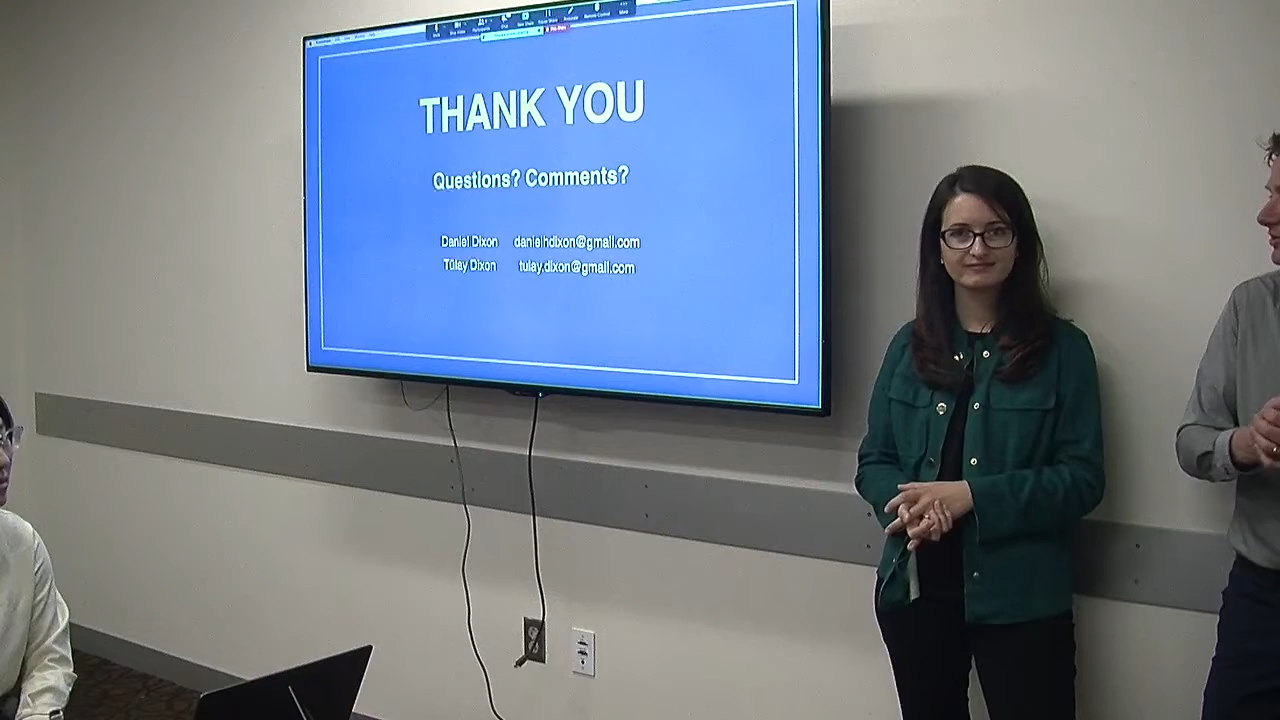 THANK YOU
Questions? Comments?
Daniel Dixon danielhdixon@gmail.com
Tülay Dixon tulay.dixon@gmail.com